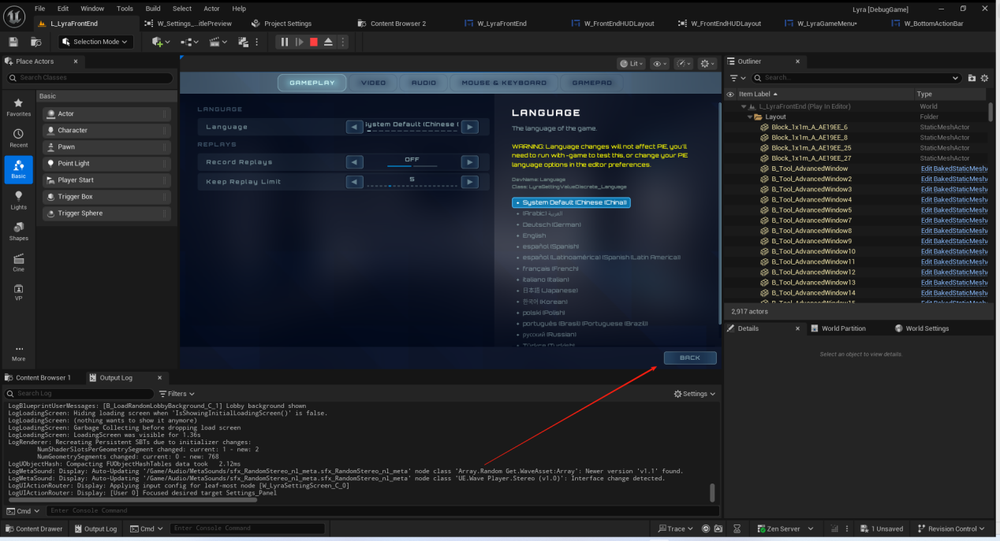 File Edit Window Tools Build Select Actor Help
Lyra [DebugGame]
L_LyraFrontEnd
W_Settings_...itlePreview
Project Settings
Content Browser 2
W_LyraFrontEnd
W_FrontEndHUDLayout
W_FrontEndHUDLayout
W_LyraGameMenu*
W_BottomActionBar
Selection Mode
Place Actors
Search Classes
Basic
Favorites
Recent
Basic
Lights
Shapes
Cine
VP
More
Actor
Character
Pawn
Point Light
Player Start
Trigger Box
Trigger Sphere
Lit
GAMEPLAY VIDEO AUDIO MOUSE & KEYBOARD GAMEPAD
LANGUAGE
Language
System Default (Chinese (
REPLAYS
Record Replays
OFF
Keep Replay Limit
5
LANGUAGE
The language of the game.
WARNING: Language changes will not affect PIE, you'll
need to run with -game to test this, or change your PIE
language options in the editor preferences.
DevName: Language
Class: LyraSettingValueDiscrete_Language
• System Default (Chinese (China))
• العربية (Arabic)
• Deutsch (German)
• English
• español (Spanish)
• español (Latinoamérica) (Spanish (Latin America))
• français (French)
• italiano (Italian)
• 日本語 (Japanese)
• 한국어 (Korean)
• polski (Polish)
• português (Brasil) (Portuguese (Brazil))
• русский (Russian)
• Türkçe (Turkish)
BACK
Outliner
Search...
Item Label Type
L_LyraFrontEnd (Play In Editor) World
Layout Folder
Block_1x1m_A_AE19EE_6 StaticMeshActor
Block_1x1m_A_AE19EE_8 StaticMeshActor
Block_1x1m_A_AE19EE_25 StaticMeshActor
Block_1x1m_A_AE19EE_27 StaticMeshActor
B_Tool_AdvancedWindow Edit BakedStaticMesh
B_Tool_AdvancedWindow2 Edit BakedStaticMesh
B_Tool_AdvancedWindow3 Edit BakedStaticMesh
B_Tool_AdvancedWindow4 Edit BakedStaticMesh
B_Tool_AdvancedWindow5 Edit BakedStaticMesh
B_Tool_AdvancedWindow7 Edit BakedStaticMesh
B_Tool_AdvancedWindow8 Edit BakedStaticMesh
B_Tool_AdvancedWindow9 Edit BakedStaticMesh
B_Tool_AdvancedWindow10 Edit BakedStaticMesh
B_Tool_AdvancedWindow11 Edit BakedStaticMesh
B_Tool_AdvancedWindow12 Edit BakedStaticMesh
B_Tool_AdvancedWindow13 Edit BakedStaticMesh
B_Tool_AdvancedWindow14 Edit BakedStaticMesh
B_Tool_AdvancedWindow15 Edit BakedStaticMesh
2,917 actors
Details
World Partition
World Settings
Select an object to view details.
Content Browser 1
Output Log
Search Log
Filters
Settings
LogBlueprintUserMessages: [B_LoadRandomLobbyBackground_C_1] Lobby background shown
LogLoadingScreen: Hiding loading screen when 'IsShowingInitialLoadingScreen()' is false.
LogLoadingScreen: (nothing wants to show it anymore)
LogLoadingScreen: Garbage Collecting before dropping load screen
LogLoadingScreen: LoadingScreen was visible for 1.36s
LogRenderer: Recreating Persistent SBTs due to initializer changes:
NumShaderSlotsPerGeometrySegment changed: current: 1 - new: 2
NumGeometrySegments changed: current: 0 - new: 768
LogUObjectHash: Compacting FUObjectHashTables data took 2.12ms
LogMetaSound: Display: Auto-Updating '/Game/Audio/MetaSounds/sfx_RandomStereo_nl_meta.sfx_RandomStereo_nl_meta' node class 'Array.Random Get.WaveAsset:Array': Newer version 'v1.1' found.
LogMetaSound: Display: Auto-Updating '/Game/Audio/MetaSounds/sfx_RandomStereo_nl_meta.sfx_RandomStereo_nl_meta' node class 'UE.Wave Player.Stereo (v1.0)': Interface change detected.
LogUIActionRouter: Display: Applying input config for leaf-most node [W_LyraSettingScreen_C_0]
LogUIActionRouter: Display: [User 0] Focused desired target Settings_Panel
Cmd
Enter Console Command
Content Drawer
Output Log
Cmd
Enter Console Command
Trace
Zen Server
1 Unsaved
Revision Control